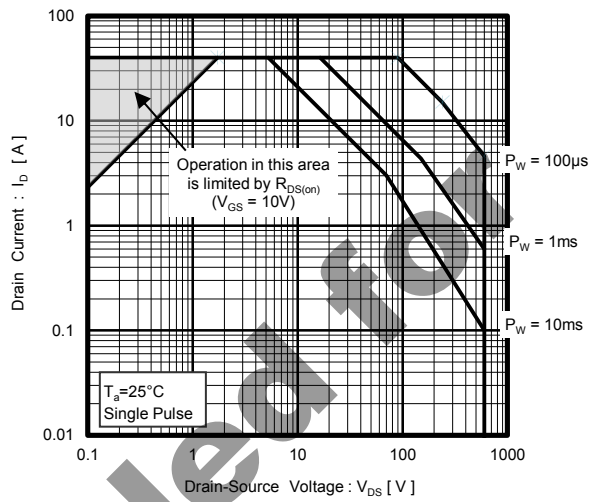 100
10
1
0.1
0.01
Drain Current : I_D [ A ]
Operation in this area
is limited by R_DS(on)
(V_GS = 10V)
P_W = 100μs
P_W = 1ms
P_W = 10ms
T_a=25°C
Single Pulse
0.1
1
10
100
1000
Drain-Source Voltage : V_DS [ V ]
ed for